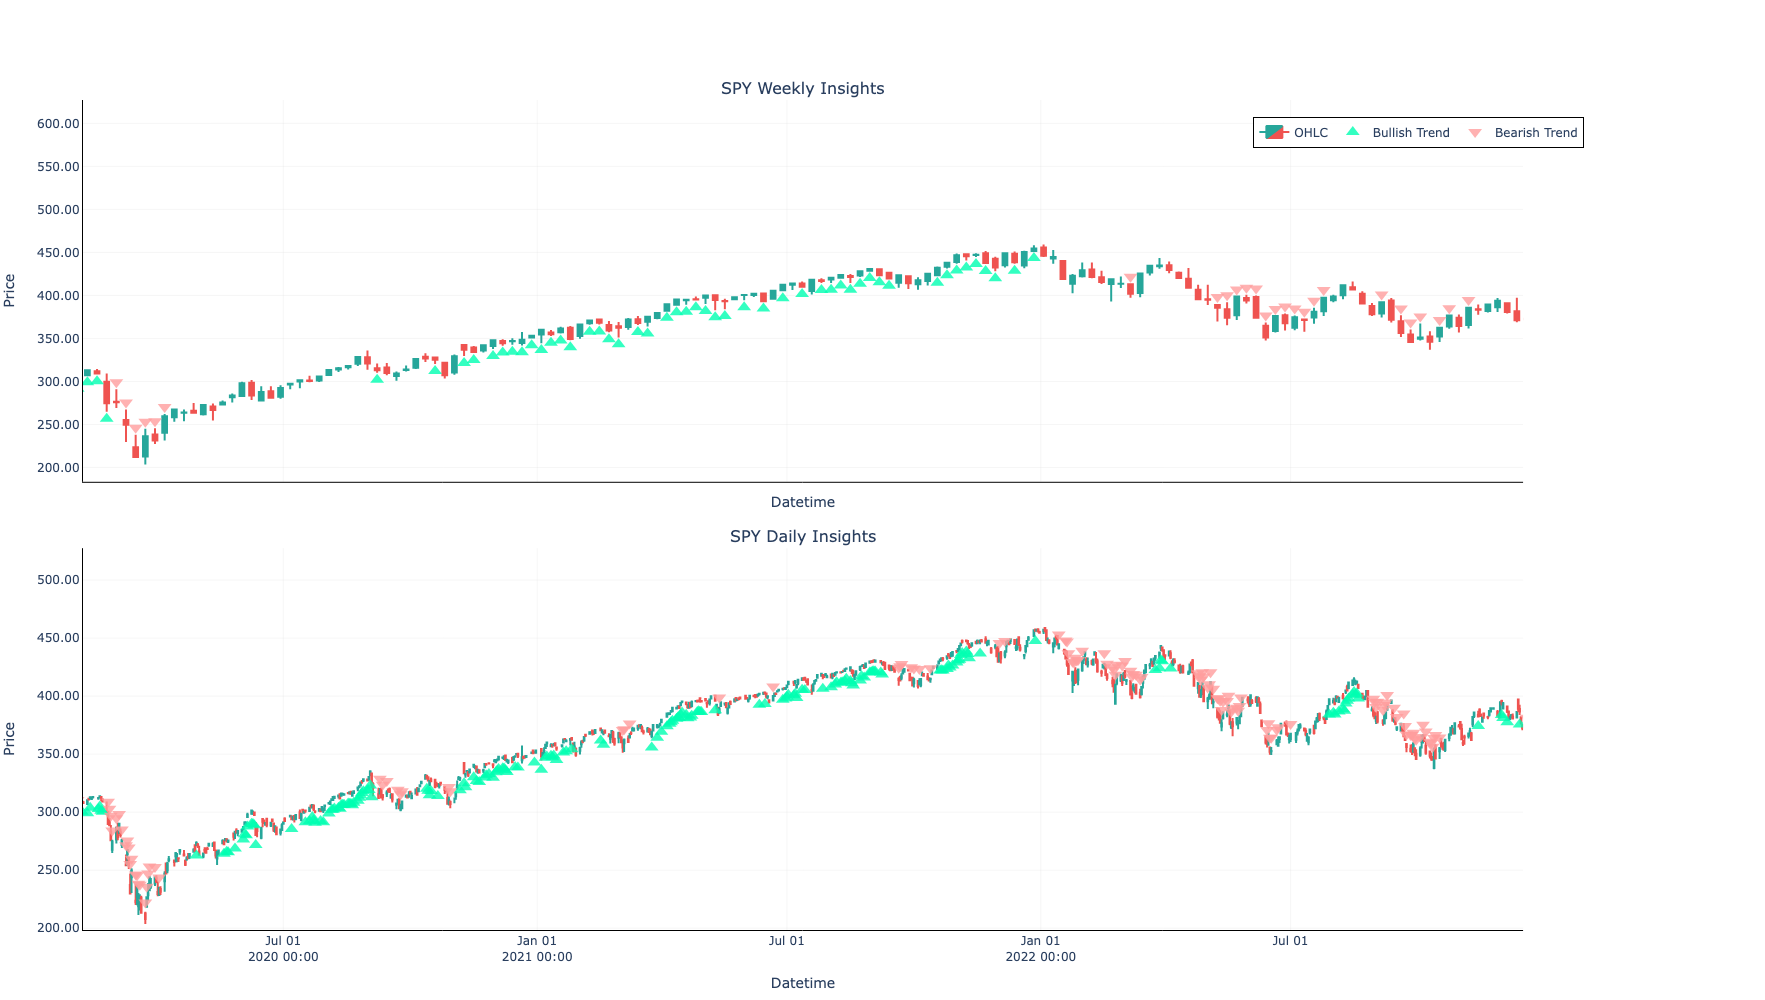 SPY Weekly Insights
OHLC Bullish Trend Bearish Trend
Price
600.00
550.00
500.00
450.00
400.00
350.00
300.00
250.00
200.00
Datetime
SPY Daily Insights
Price
500.00
450.00
400.00
350.00
300.00
250.00
200.00
Jul 01
2020 00:00
Jan 01
2021 00:00
Jul 01
Jan 01
2022 00:00
Jul 01
Datetime